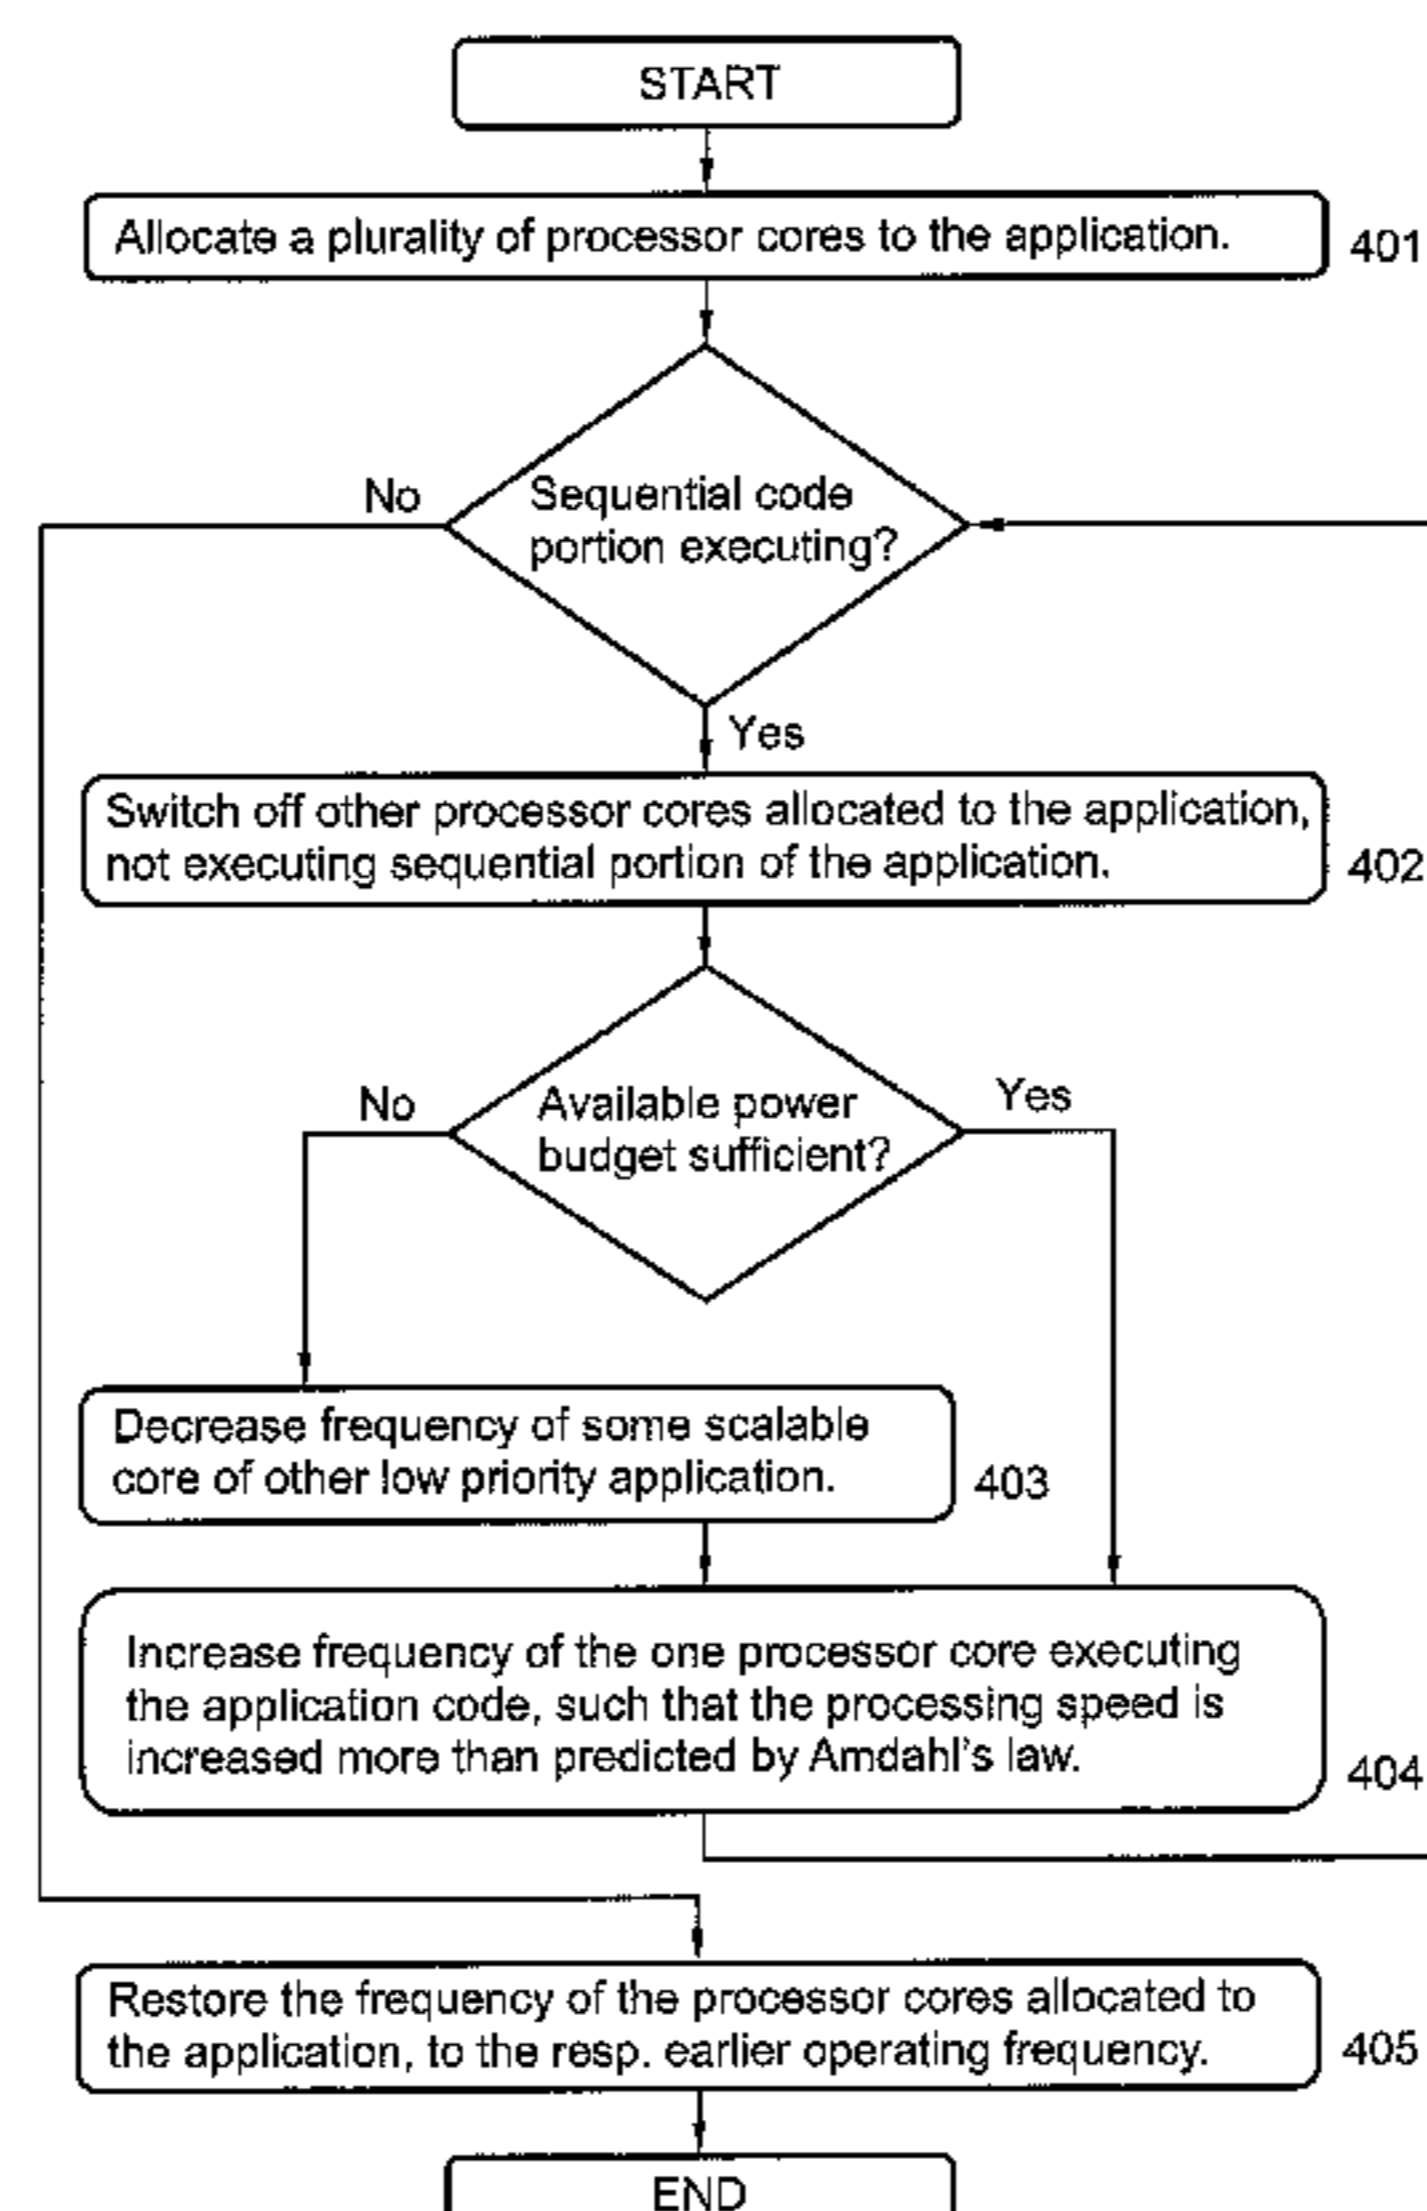 START
Allocate a plurality of processor cores to the application.
401
No
Sequential code
portion executing?
Yes
Switch off other processor cores allocated to the application,
not executing sequential portion of the application.
402
No
Available power
budget sufficient?
Yes
Decrease frequency of some scalable
core of other low priority application.
403
Increase frequency of the one processor core executing
the application code, such that the processing speed is
increased more than predicted by Amdahl's law.
404
Restore the frequency of the processor cores allocated to
the application, to the resp. earlier operating frequency.
405
END